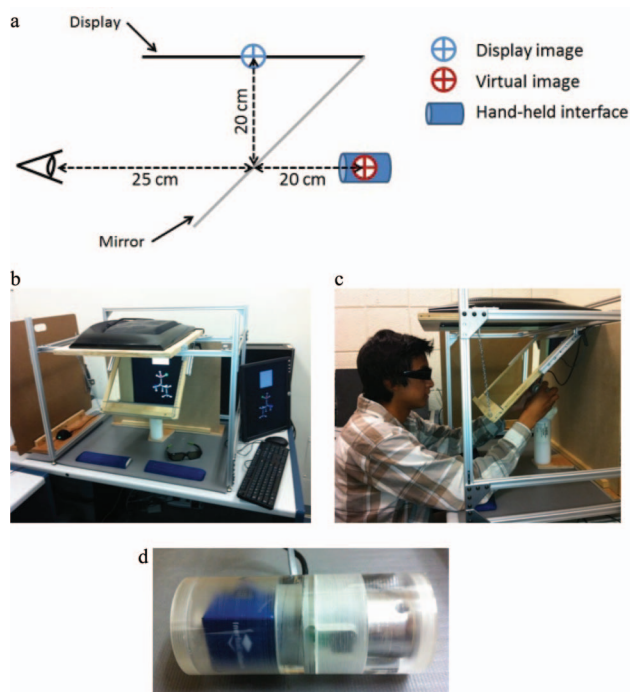 a
Display
20 cm
25 cm
20 cm
Mirror
Display image
Virtual image
Hand-held interface
b
c
d